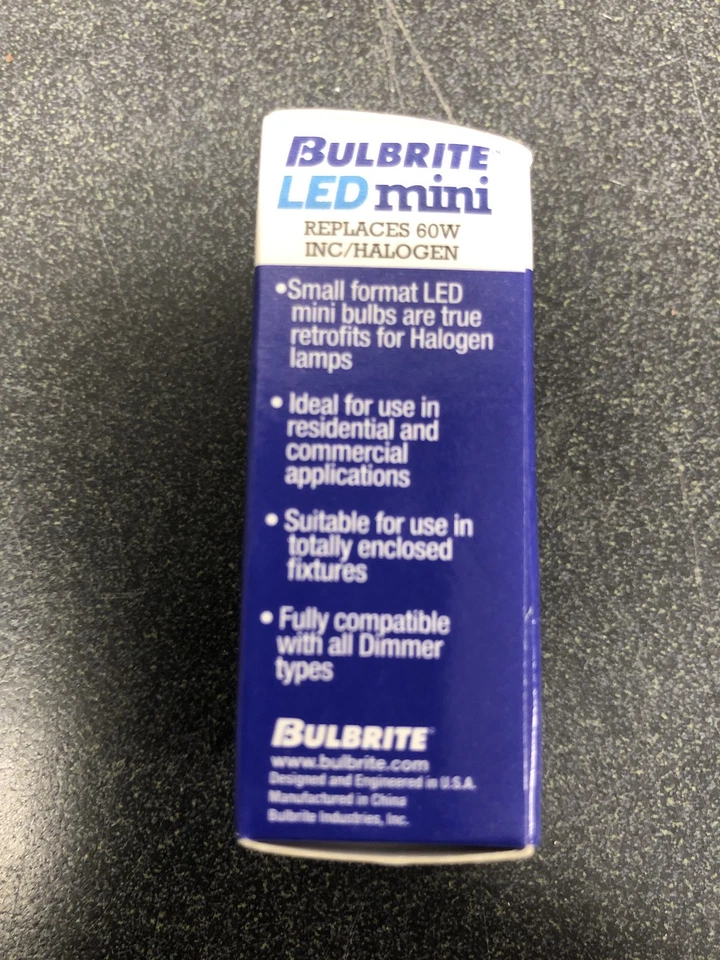 BULBRITE™
LED mini
REPLACES 60W
INC/HALOGEN
•Small format LED
mini bulbs are true
retrofits for Halogen
lamps
• Ideal for use in
residential and
commercial
applications
• Suitable for use in
totally enclosed
fixtures
• Fully compatible
with all Dimmer
types
BULBRITE™
www.bulbrite.com
Designed and Engineered in U.S.A.
Manufactured in China
Bulbrite Industries, Inc.